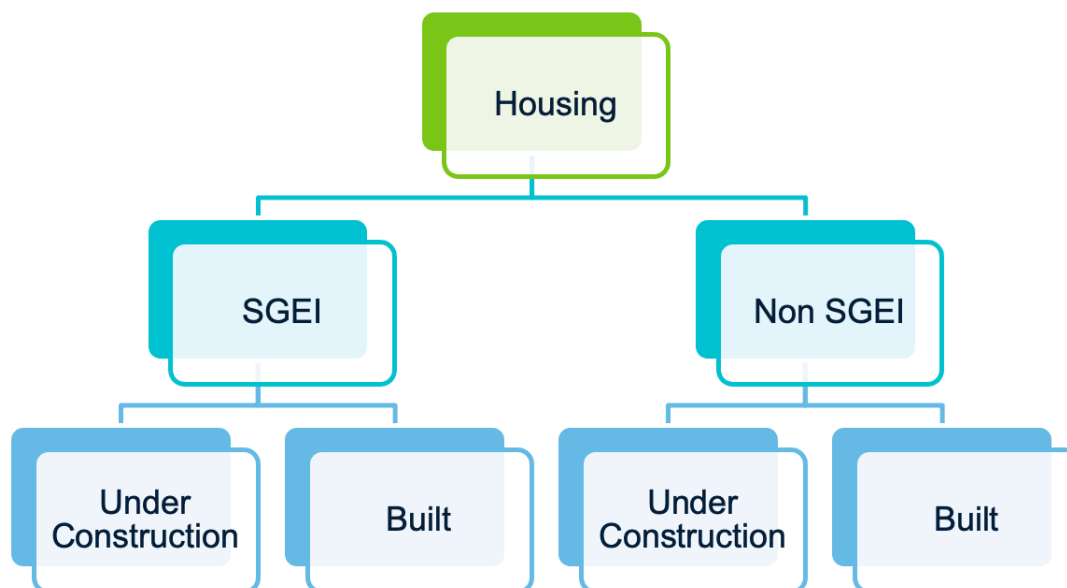 Housing
SGEI
Non SGEI
Under
Construction
Built
Under
Construction
Built